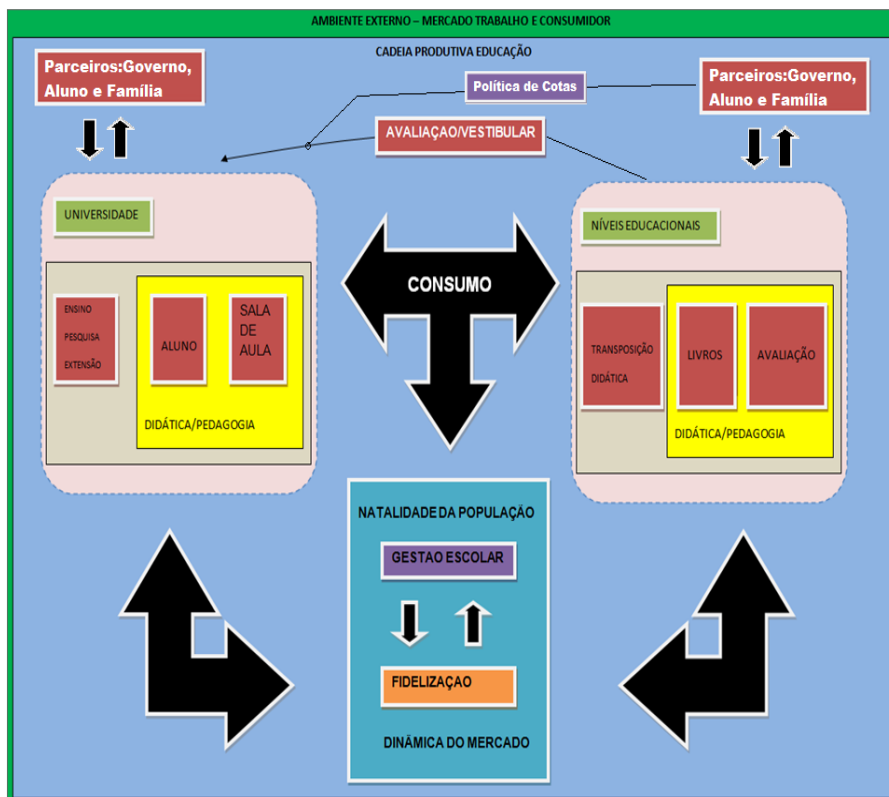 AMBIENTE EXTERNO – MERCADO TRABALHO E CONSUMIDOR
CADEIA PRODUTIVA EDUCAÇÃO
Parceiros:Governo,
Aluno e Família
Política de Cotas
Parceiros:Governo,
Aluno e Família
AVALIAÇAO/VESTIBULAR
UNIVERSIDADE
NÍVEIS EDUCACIONAIS
CONSUMO
ENSINO
PESQUISA
EXTENSÃO
ALUNO
SALA
DE
AULA
DIDÁTICA/PEDAGOGIA
TRANSPOSIÇÃO
DIDÁTICA
LIVROS
AVALIAÇÃO
DIDÁTICA/PEDAGOGIA
NATALIDADE DA POPULAÇÃO
GESTAO ESCOLAR
FIDELIZAÇAO
DINÂMICA DO MERCADO